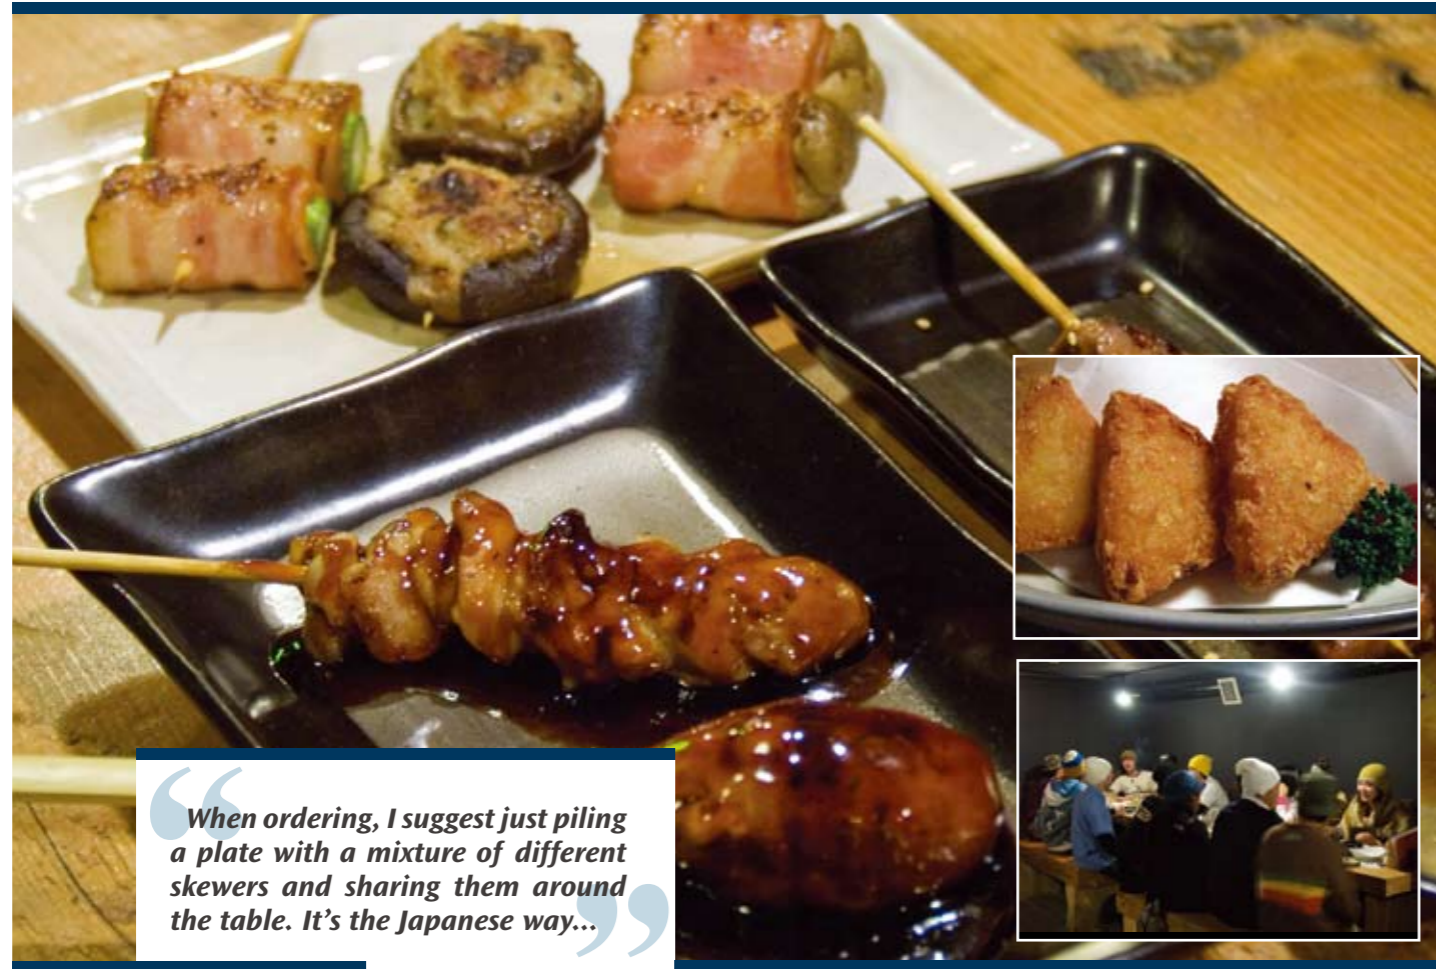 “When ordering, I suggest just piling
a plate with a mixture of different
skewers and sharing them around
the table. It’s the Japanese way...”